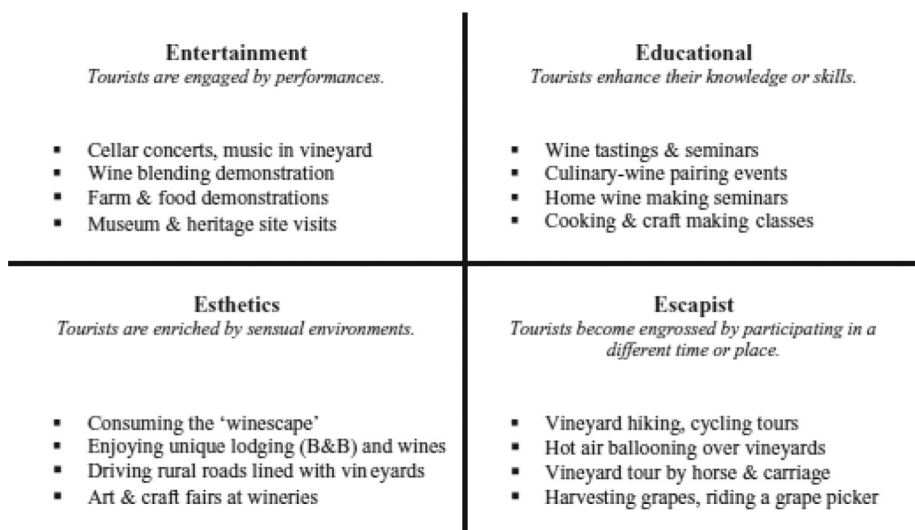 Entertainment
Tourists are engaged by performances.
▪ Cellar concerts, music in vineyard
▪ Wine blending demonstration
▪ Farm & food demonstrations
▪ Museum & heritage site visits
Educational
Tourists enhance their knowledge or skills.
▪ Wine tastings & seminars
▪ Culinary-wine pairing events
▪ Home wine making seminars
▪ Cooking & craft making classes
Esthetics
Tourists are enriched by sensual environments.
▪ Consuming the ‘winescape’
▪ Enjoying unique lodging (B&B) and wines
▪ Driving rural roads lined with vineyards
▪ Art & craft fairs at wineries
Escapist
Tourists become engrossed by participating in a
different time or place.
▪ Vineyard hiking, cycling tours
▪ Hot air ballooning over vineyards
▪ Vineyard tour by horse & carriage
▪ Harvesting grapes, riding a grape picker